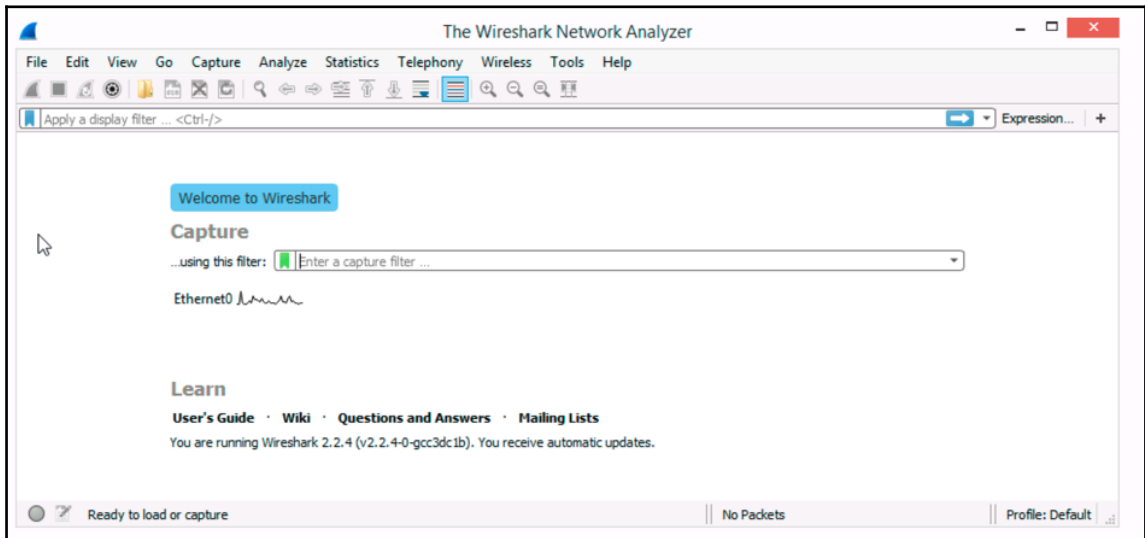 The Wireshark Network Analyzer
File Edit View Go Capture Analyze Statistics Telephony Wireless Tools Help
Apply a display filter ... <Ctrl-/> Expression... +
Welcome to Wireshark
Capture
...using this filter: Enter a capture filter ...
Ethernet0
Learn
User's Guide · Wiki · Questions and Answers · Mailing Lists
You are running Wireshark 2.2.4 (v2.2.4-0-gcc3dc1b). You receive automatic updates.
Ready to load or capture No Packets Profile: Default